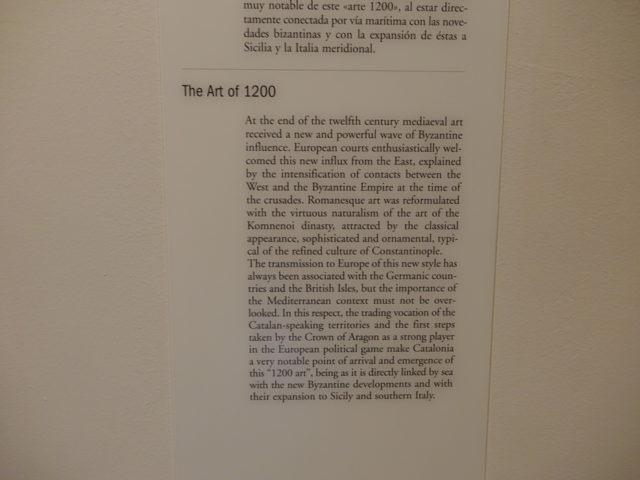 muy notable de este «arte 1200», al estar direc-
tamente conectada por vía marítima con las nove-
dades bizantinas y con la expansión de éstas a
Sicilia y la Italia meridional.
The Art of 1200
At the end of the twelfth century mediaeval art
received a new and powerful wave of Byzantine
influence. European courts enthusiastically wel-
comed this new influx from the East, explained
by the intensification of contacts between the
West and the Byzantine Empire at the time of
the crusades. Romanesque art was reformulated
with the virtuous naturalism of the art of the
Komnenoi dinasty, attracted by the classical
appearance, sophisticated and ornamental, typi-
cal of the refined culture of Constantinople.
The transmission to Europe of this new style has
always been associated with the Germanic coun-
tries and the British Isles, but the importance of
the Mediterranean context must not be over-
looked. In this respect, the trading vocation of the
Catalan-speaking territories and the first steps
taken by the Crown of Aragon as a strong player
in the European political game make Catalonia
a very notable point of arrival and emergence of
this “1200 art”, being as it is directly linked by sea
with the new Byzantine developments and with
their expansion to Sicily and southern Italy.